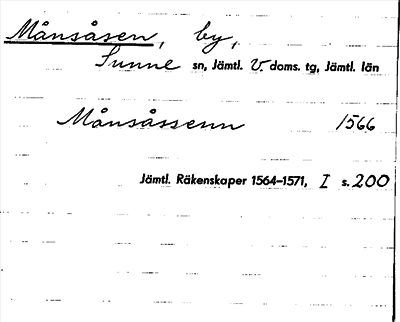 Månsåsen, by,
Sunne sn, Jämtl. V doms. tg, Jämtl. län
Månsåssenn 1566
Jämtl. Räkenskaper 1564–1571, I s. 200